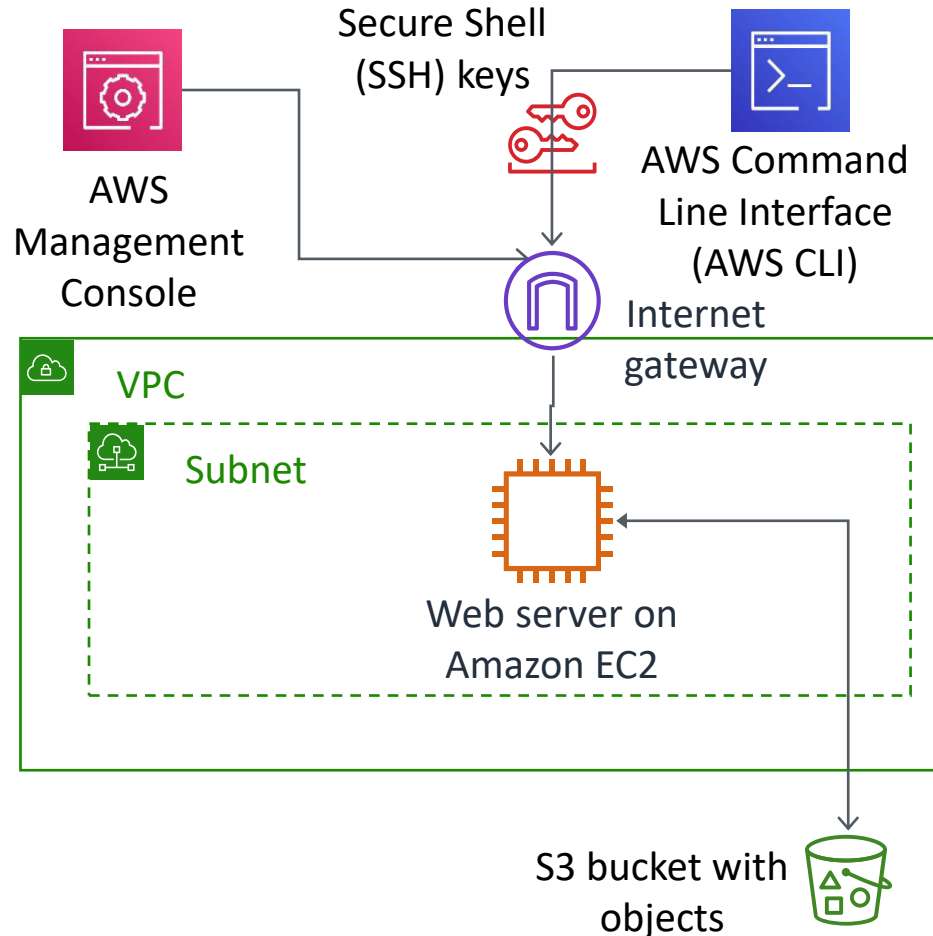 Secure Shell
(SSH) keys
AWS
Management
Console
AWS Command
Line Interface
(AWS CLI)
Internet
gateway
VPC
Subnet
Web server on
Amazon EC2
S3 bucket with
objects